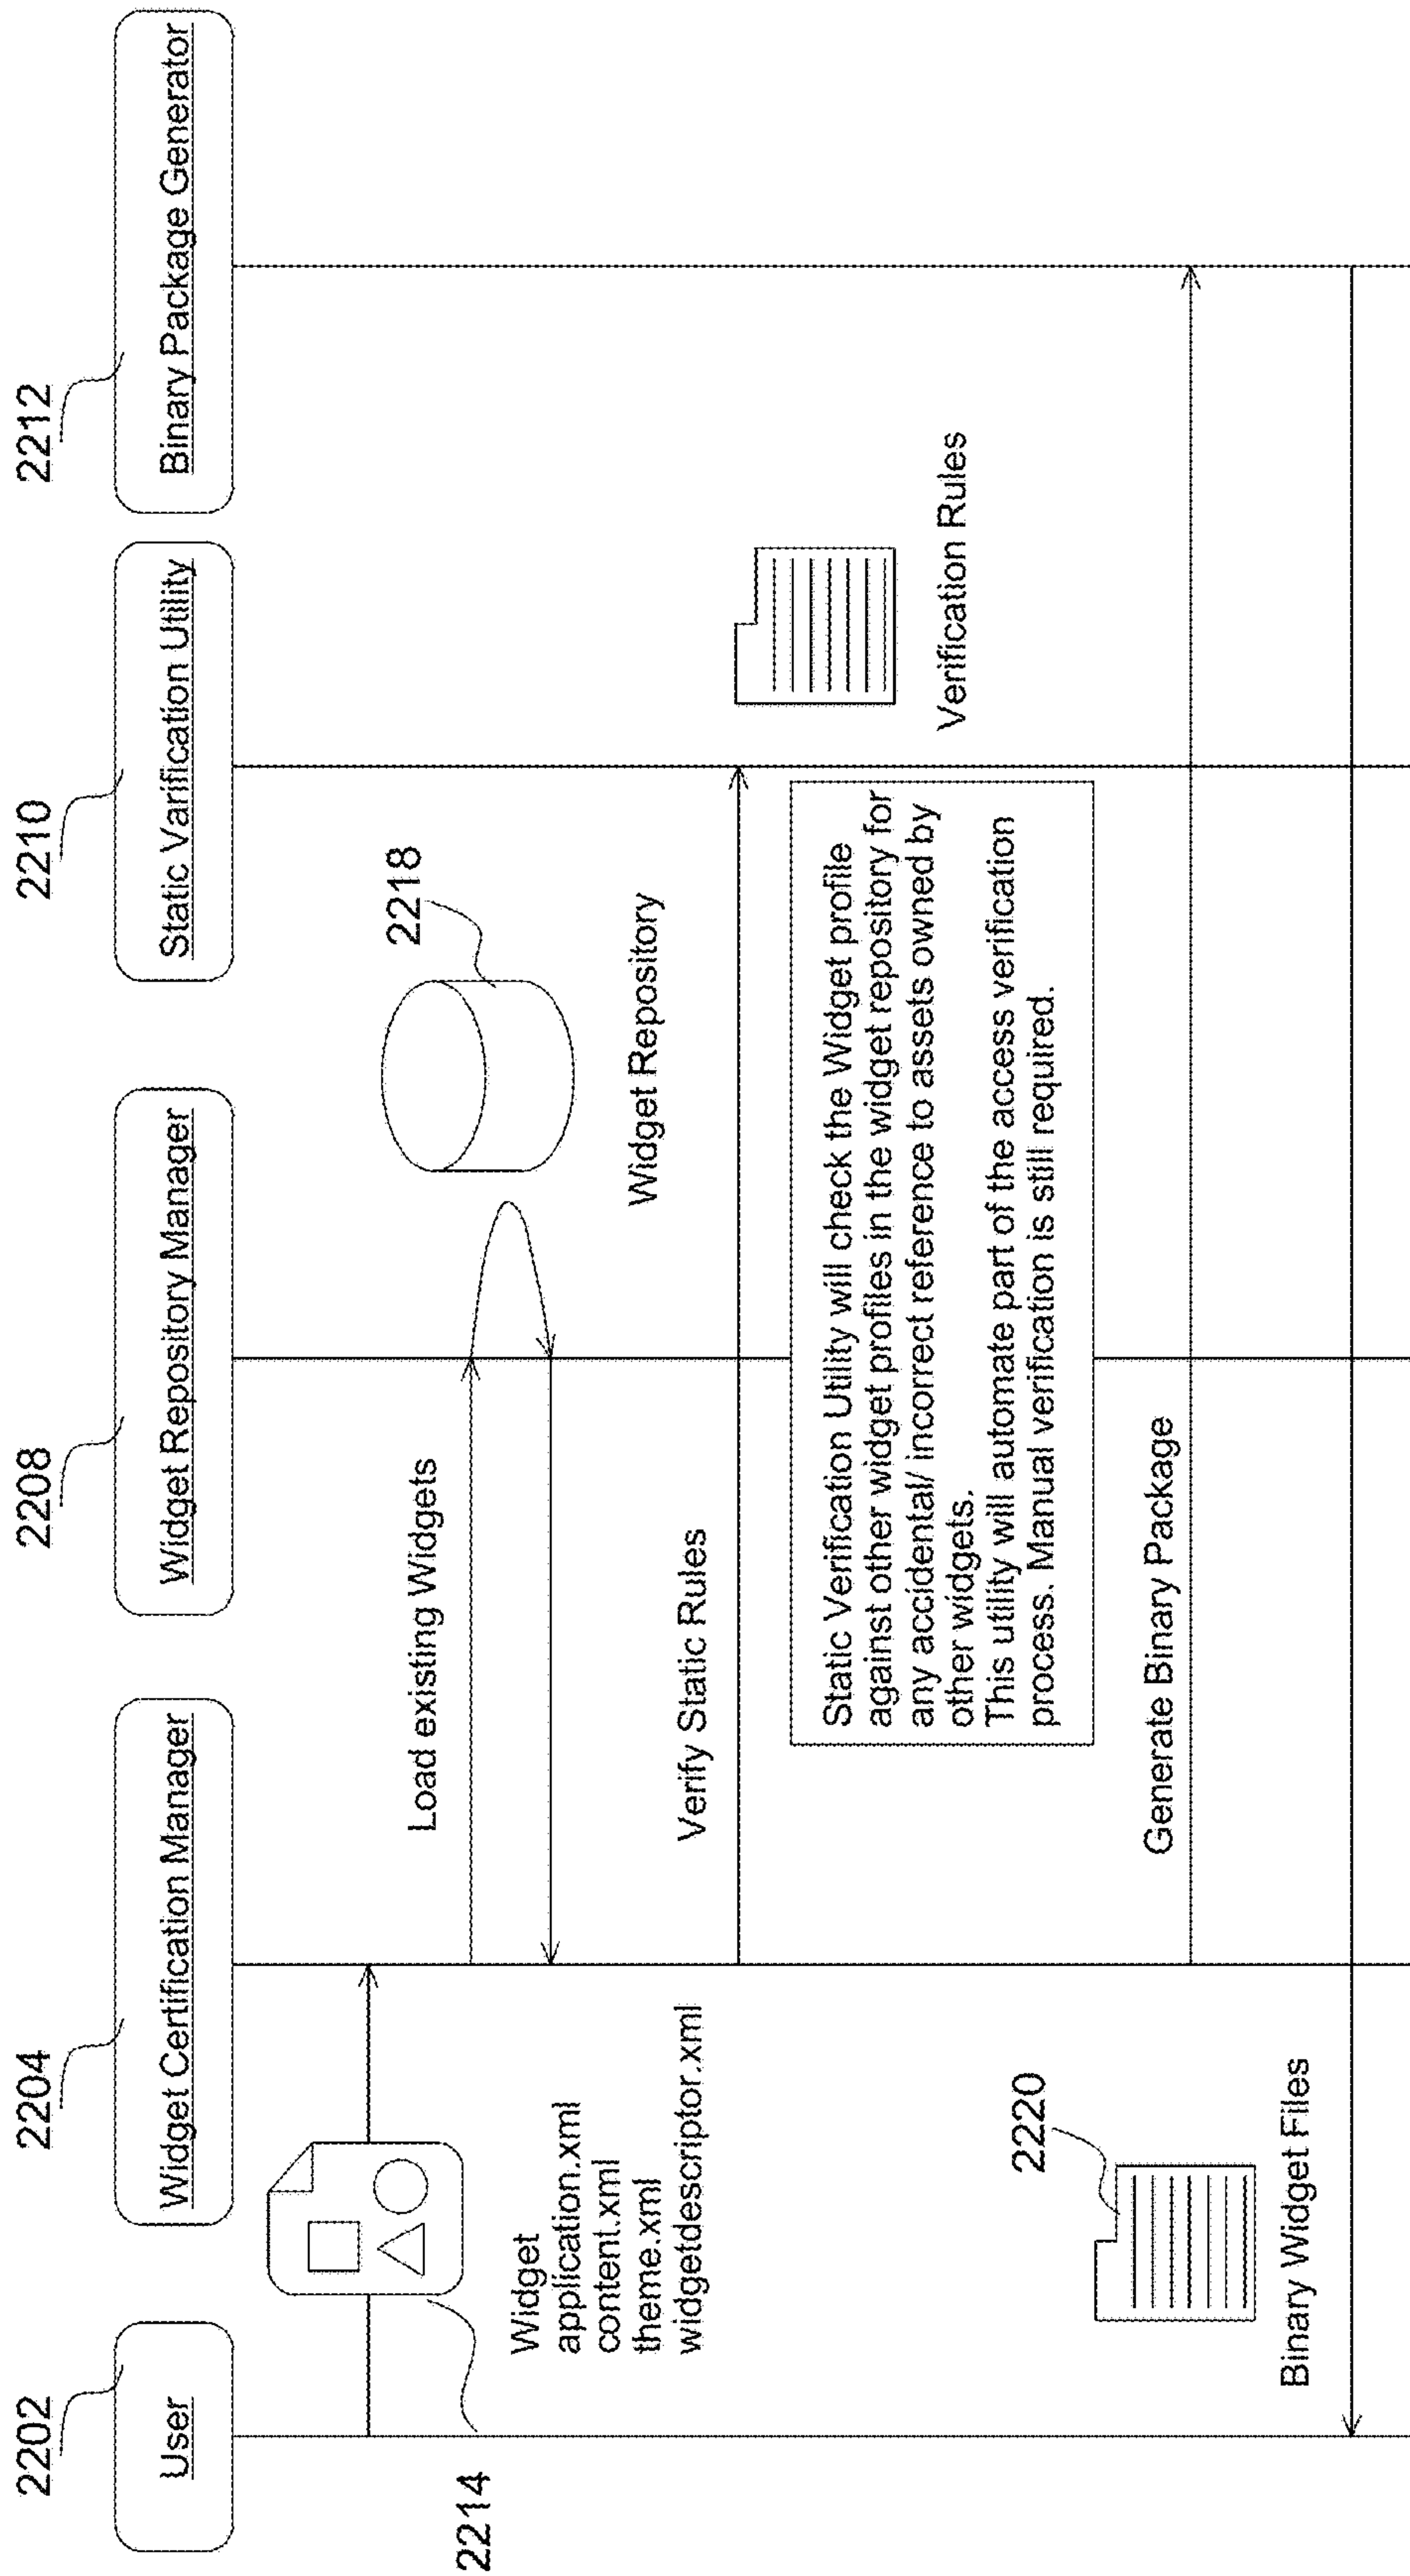 2202
2204
2208
2210
2212
User
Widget Certification Manager
Widget Repository Manager
Static Varification Utility
Binary Package Generator
2214
Widget
application.xml
content.xml
theme.xml
widgetdescriptor.xml
Load existing Widgets
2218
Widget Repository
Verify Static Rules
Verification Rules
Static Verification Utility will check the Widget profile
against other widget profiles in the widget repository for
any accidental/ incorrect reference to assets owned by
other widgets.
This utility will automate part of the access verification
process. Manual verification is still required.
Generate Binary Package
2220
Binary Widget Files